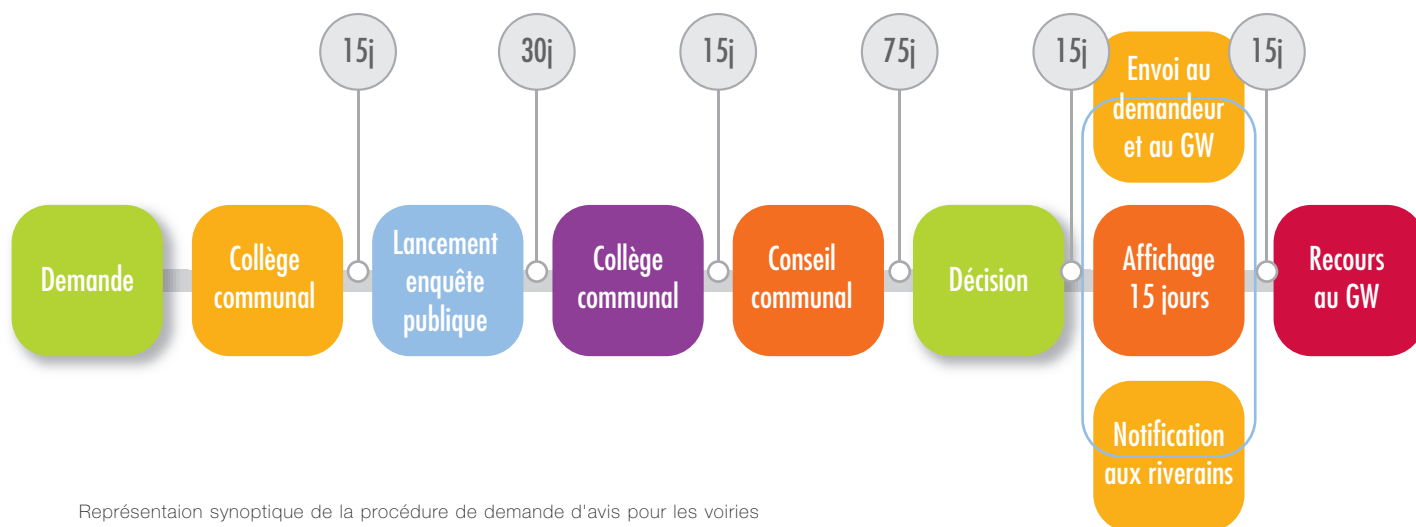 15j
30j
15j
75j
15j
15j
Envoi au
demandeur
et au GW
Demande
Collège
communal
Lancement
enquête
publique
Collège
communal
Conseil
communal
Décision
Affichage
15 jours
Recours
au GW
Notification
aux riverains
Représentaion synoptique de la procédure de demande d'avis pour les voiries